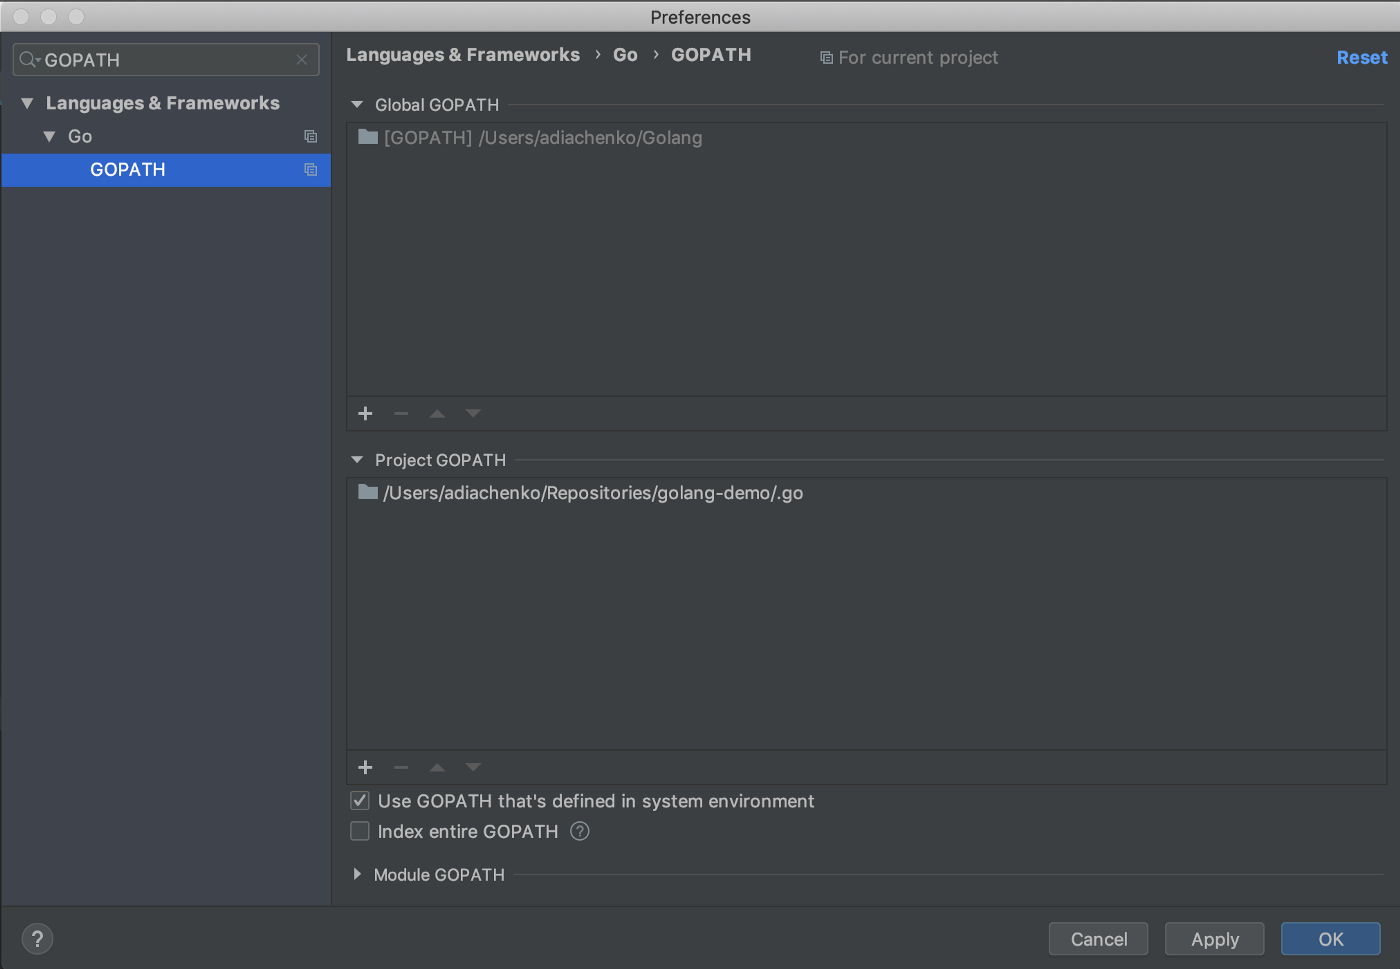 Preferences
GOPATH
Languages & Frameworks
Go
GOPATH
Languages & Frameworks › Go › GOPATH
For current project
Reset
Global GOPATH
[GOPATH] /Users/adiachenko/Golang
Project GOPATH
/Users/adiachenko/Repositories/golang-demo/.go
Use GOPATH that's defined in system environment
Index entire GOPATH ?
Module GOPATH
?
Cancel
Apply
OK